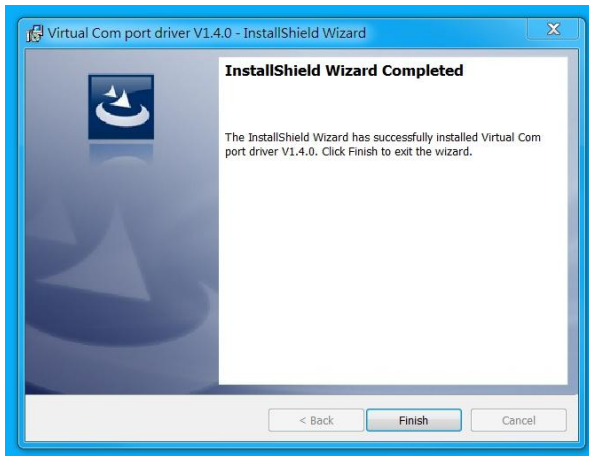 Virtual Com port driver V1.4.0 - InstallShield Wizard
InstallShield Wizard Completed
The InstallShield Wizard has successfully installed Virtual Com
port driver V1.4.0. Click Finish to exit the wizard.
< Back
Finish
Cancel